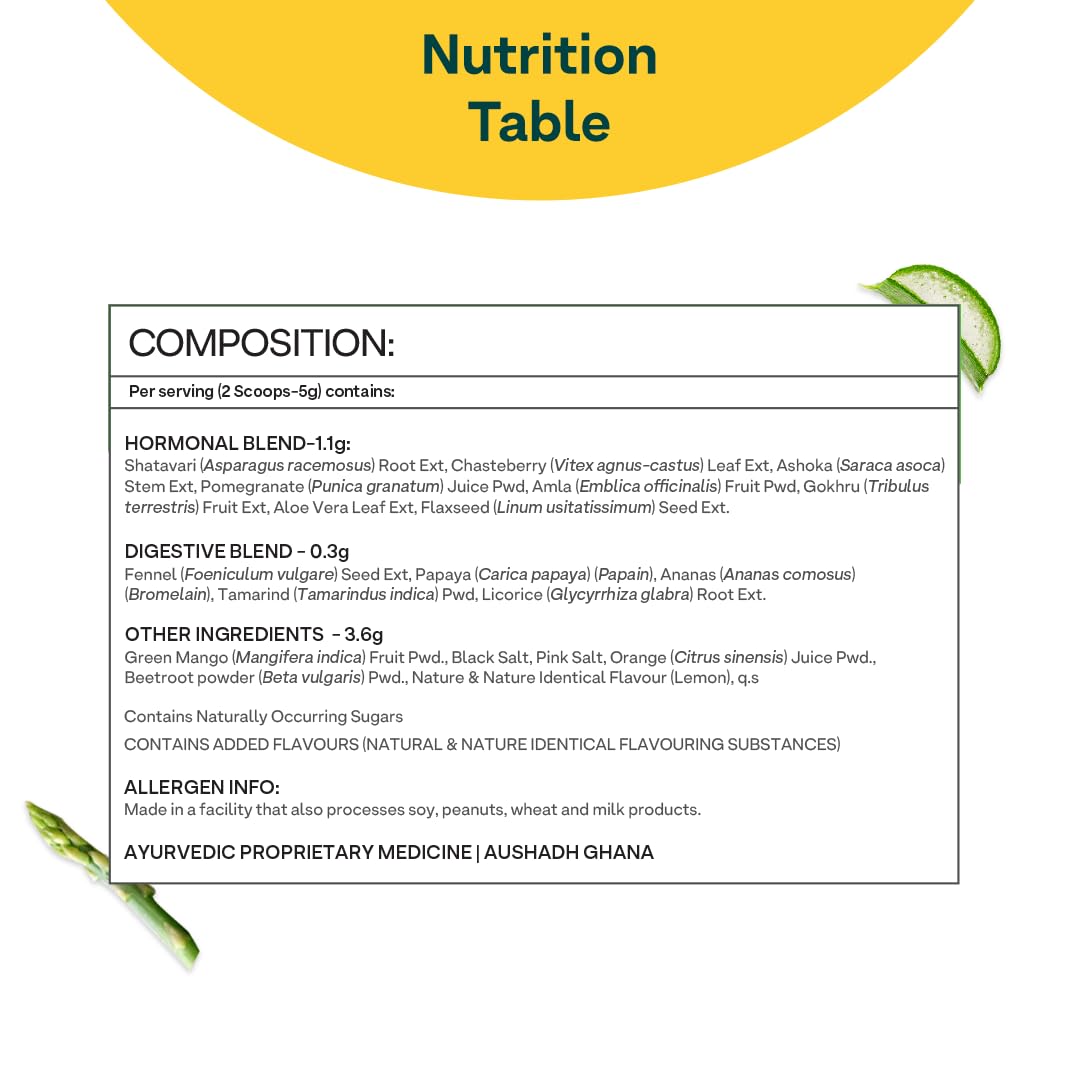 Nutrition
Table
COMPOSITION:
Per serving (2 Scoops-5g) contains:
HORMONAL BLEND-1.1g:
Shatavari (Asparagus racemosus) Root Ext, Chasteberry (Vitex agnus-castus) Leaf Ext, Ashoka (Saraca asoca)
Stem Ext, Pomegranate (Punica granatum) Juice Pwd, Amla (Emblica officinalis) Fruit Pwd, Gokhru (Tribulus
terrestris) Fruit Ext, Aloe Vera Leaf Ext, Flaxseed (Linum usitatissimum) Seed Ext.
DIGESTIVE BLEND - 0.3g
Fennel (Foeniculum vulgare) Seed Ext, Papaya (Carica papaya) (Papain), Ananas (Ananas comosus)
(Bromelain), Tamarind (Tamarindus indica) Pwd, Licorice (Glycyrrhiza glabra) Root Ext.
OTHER INGREDIENTS - 3.6g
Green Mango (Mangifera indica) Fruit Pwd., Black Salt, Pink Salt, Orange (Citrus sinensis) Juice Pwd.,
Beetroot powder (Beta vulgaris) Pwd., Nature & Nature Identical Flavour (Lemon), q.s
Contains Naturally Occurring Sugars
CONTAINS ADDED FLAVOURS (NATURAL & NATURE IDENTICAL FLAVOURING SUBSTANCES)
ALLERGEN INFO:
Made in a facility that also processes soy, peanuts, wheat and milk products.
AYURVEDIC PROPRIETARY MEDICINE | AUSHADH GHANA